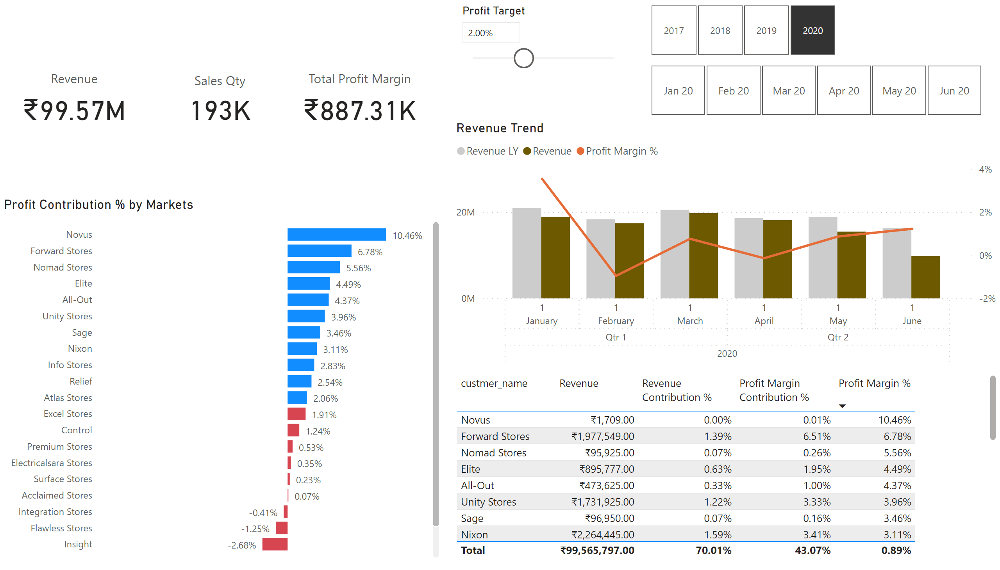 Profit Target
2.00%
2017 2018 2019 2020
Jan 20 Feb 20 Mar 20 Apr 20 May 20 Jun 20
Revenue
₹99.57M
Sales Qty
193K
Total Profit Margin
₹887.31K
Profit Contribution % by Markets
Novus 10.46%
Forward Stores 6.78%
Nomad Stores 5.56%
Elite 4.49%
All-Out 4.37%
Unity Stores 3.96%
Sage 3.46%
Nixon 3.11%
Info Stores 2.83%
Relief 2.54%
Atlas Stores 2.06%
Excel Stores 1.91%
Control 1.24%
Premium Stores 0.53%
Electricalsara Stores 0.35%
Surface Stores 0.23%
Acclaimed Stores 0.07%
Integration Stores -0.41%
Flawless Stores -1.25%
Insight -2.68%
Revenue Trend
Revenue LY Revenue Profit Margin %
4%
20M 2%
0%
0M -2%
1 1 1 1 1 1
January February March April May June
Qtr 1 Qtr 2
2020
custmer_name Revenue Revenue Contribution % Profit Margin Contribution % Profit Margin %
Novus ₹1,709.00 0.00% 0.01% 10.46%
Forward Stores ₹1,977,549.00 1.39% 6.51% 6.78%
Nomad Stores ₹95,925.00 0.07% 0.26% 5.56%
Elite ₹895,777.00 0.63% 1.95% 4.49%
All-Out ₹473,625.00 0.33% 1.00% 4.37%
Unity Stores ₹1,731,925.00 1.22% 3.33% 3.96%
Sage ₹96,950.00 0.07% 0.16% 3.46%
Nixon ₹2,264,445.00 1.59% 3.41% 3.11%
Total ₹99,565,797.00 70.01% 43.07% 0.89%